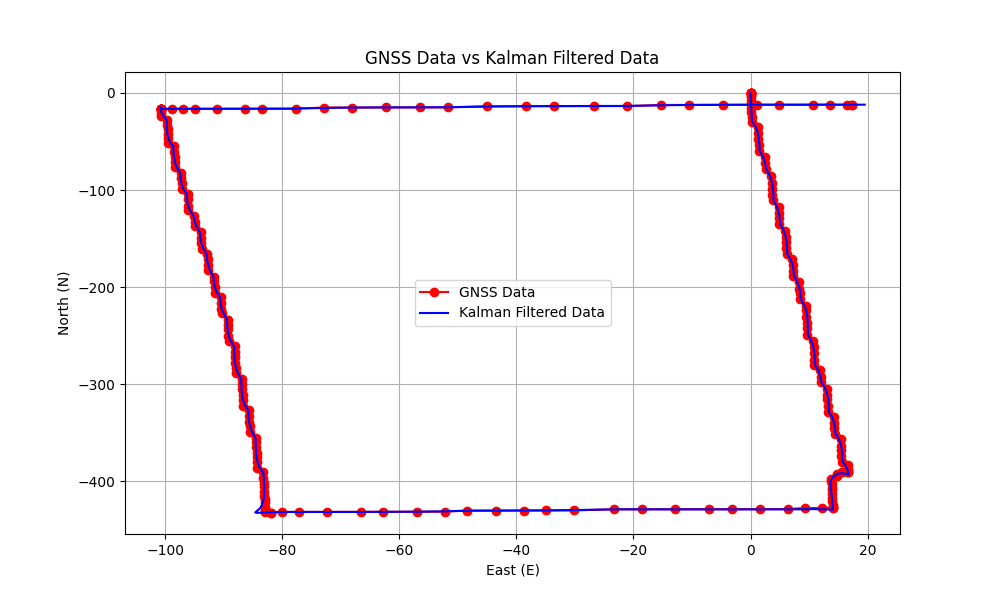 GNSS Data vs Kalman Filtered Data
0
−100
−200
−300
−400
North (N)
GNSS Data
Kalman Filtered Data
−100
−80
−60
−40
−20
0
20
East (E)